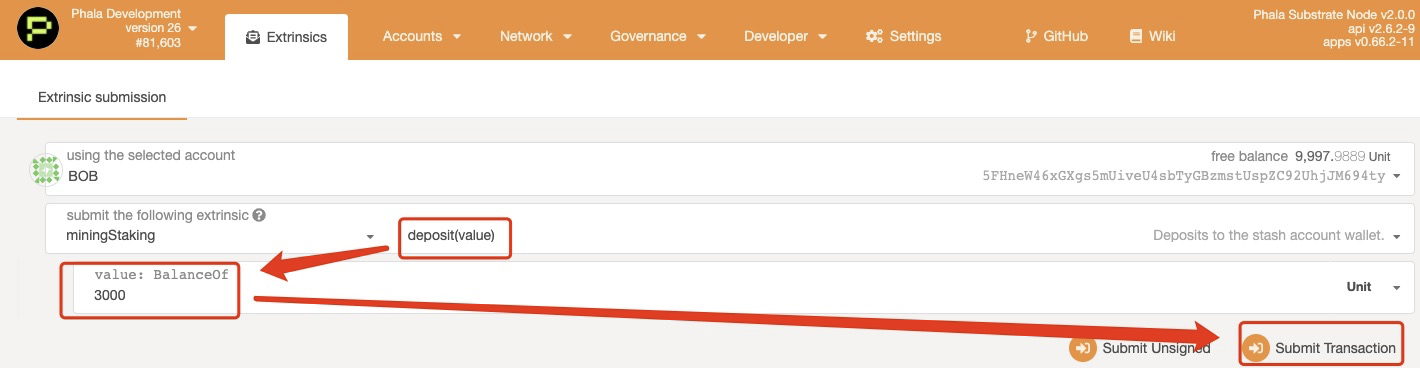 Phala Development
version 26
#81,603
Extrinsics
Accounts
Network
Governance
Developer
Settings
GitHub
Wiki
Phala Substrate Node v2.0.0
api v2.6.2-9
apps v0.66.2-11
Extrinsic submission
using the selected account
BOB
free balance 9,997.9889 Unit
5FHneW46xGXgs5mUiveU4sbTyGBzmstUspZC92UhjJM694ty
submit the following extrinsic
miningStaking
deposit(value)
Deposits to the stash account wallet.
value: BalanceOf
3000
Unit
Submit Unsigned
Submit Transaction